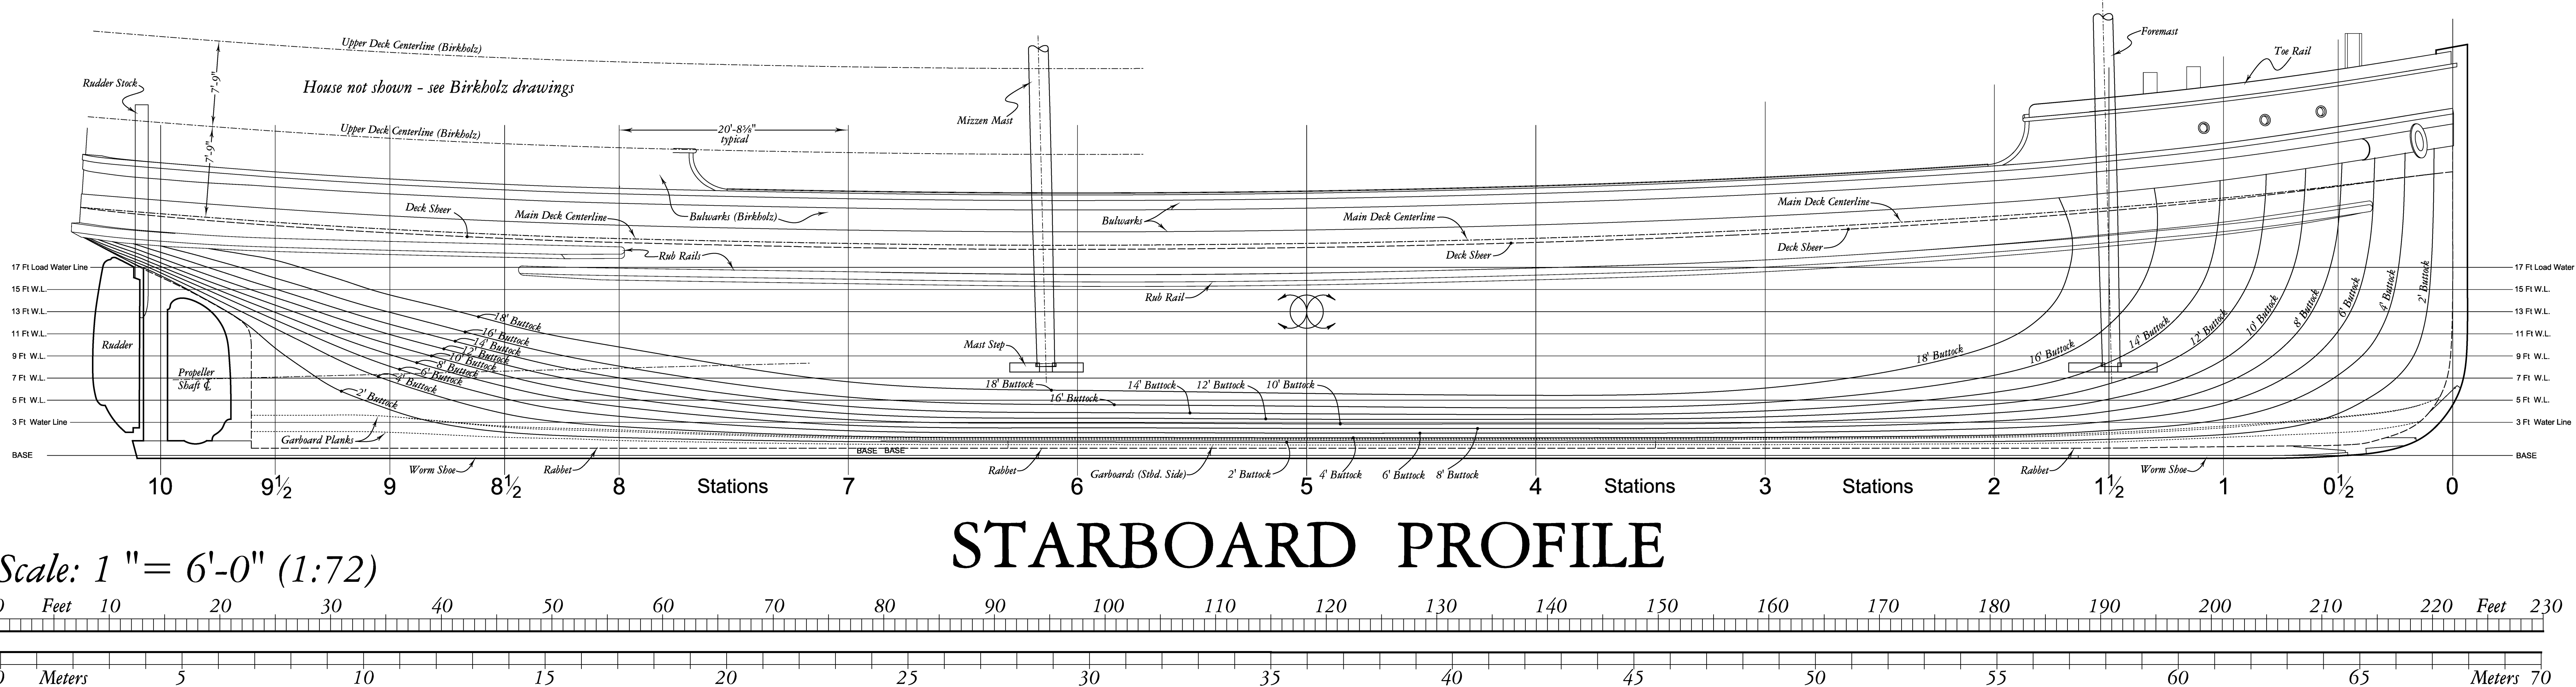 Upper Deck Centerline (Birkholz)
7'-9"
House not shown - see Birkholz drawings
Rudder Stock
Upper Deck Centerline (Birkholz)
7'-9"
20'-8⅝"
typical
Mizzen Mast
Foremast
Toe Rail
Deck Sheer
Main Deck Centerline
Bulwarks (Birkholz)
Bulwarks
Main Deck Centerline
Main Deck Centerline
Deck Sheer
Deck Sheer
Rub Rails
Rub Rail
17 Ft Load Water Line
15 Ft W.L.
13 Ft W.L.
11 Ft W.L.
9 Ft W.L.
7 Ft W.L.
5 Ft W.L.
3 Ft Water Line
BASE
17 Ft Load Water
15 Ft W.L.
13 Ft W.L.
11 Ft W.L.
9 Ft W.L.
7 Ft W.L.
5 Ft W.L.
3 Ft Water Line
BASE
Rudder
Propeller
Shaft ℄
18' Buttock
16' Buttock
14' Buttock
12' Buttock
10' Buttock
8' Buttock
6' Buttock
4' Buttock
2' Buttock
Mast Step
18' Buttock
16' Buttock
14' Buttock
12' Buttock
10' Buttock
18' Buttock
16' Buttock
14' Buttock
12' Buttock
10' Buttock
8' Buttock
6' Buttock
4' Buttock
2' Buttock
Garboard Planks
BASE BASE
Worm Shoe
Rabbet
Rabbet
Garboards (Stbd. Side)
2' Buttock
4' Buttock
6' Buttock
8' Buttock
Rabbet
Worm Shoe
10 9½ 9 8½ 8 Stations 7 6 5 4 Stations 3 Stations 2 1½ 1 0½ 0
STARBOARD PROFILE
Scale: 1 "= 6'-0" (1:72)
0 Feet 10 20 30 40 50 60 70 80 90 100 110 120 130 140 150 160 170 180 190 200 210 220 Feet 230
0 Meters 5 10 15 20 25 30 35 40 45 50 55 60 65 Meters 70